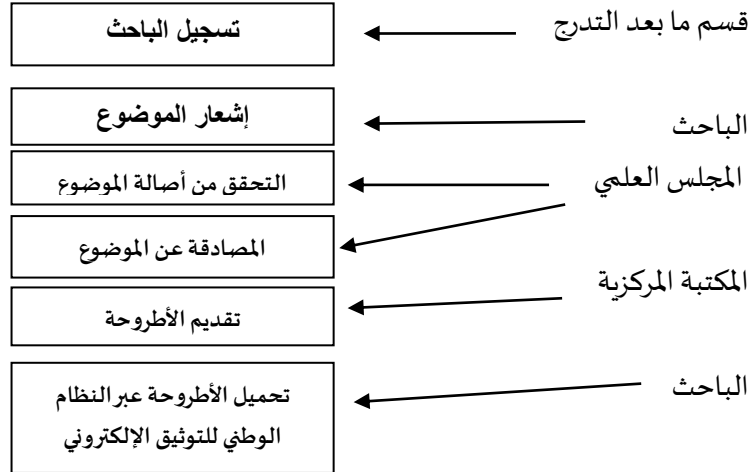 قسم ما بعد التدرج
تسجيل الباحث
الباحث
إشعار الموضوع
المجلس العلمي
التحقق من أصالة الموضوع
المصادقة عن الموضوع
المكتبة المركزية
تقديم الأطروحة
الباحث
تحميل الأطروحة عبر النظام
الوطني للتوثيق الإلكتروني